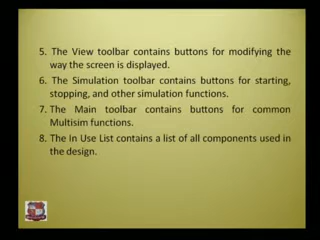 5. The View toolbar contains buttons for modifying the
way the screen is displayed.
6. The Simulation toolbar contains buttons for starting,
stopping, and other simulation functions.
7. The Main toolbar contains buttons for common
Multisim functions.
8. The In Use List contains a list of all components used in
the design.